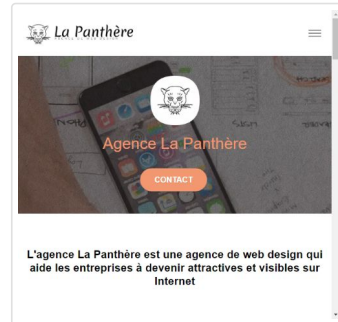 La Panthère
Agence La Panthère
CONTACT
L'agence La Panthère est une agence de web design qui
aide les entreprises à devenir attractives et visibles sur
Internet